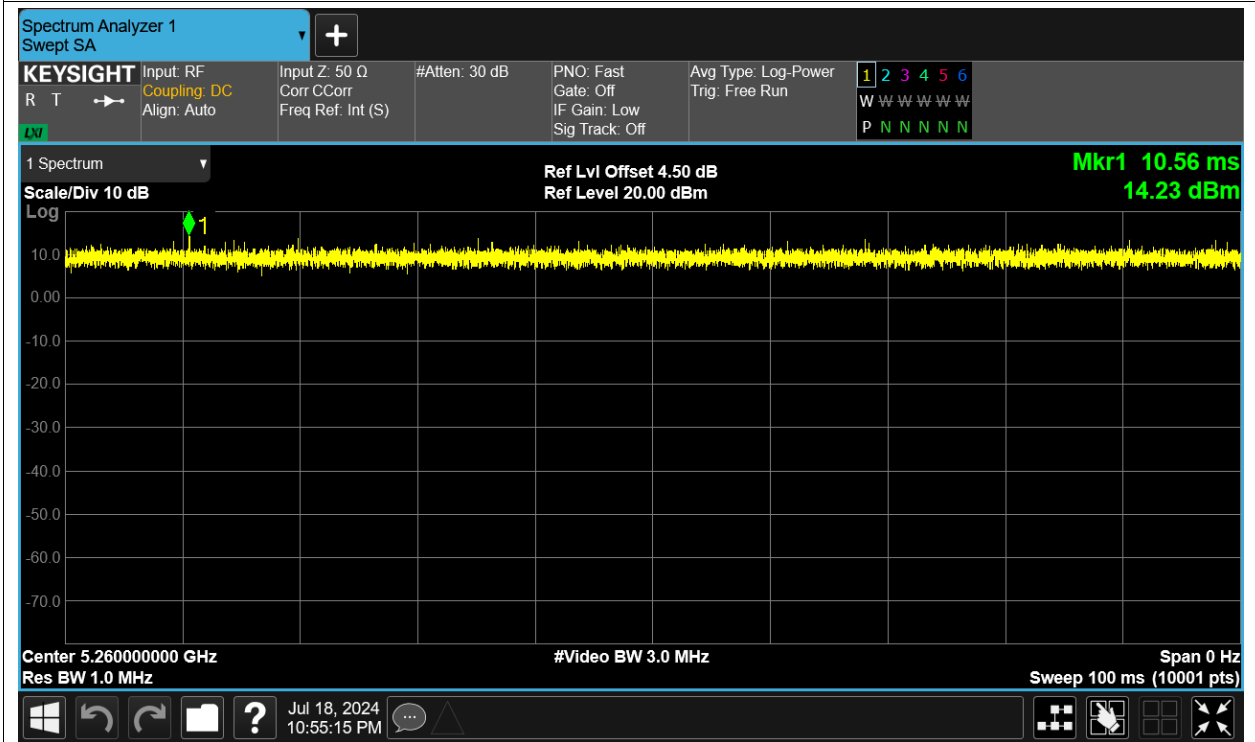 Spectrum Analyzer 1
Swept SA
KEYSIGHT
R T
LXI
Input: RF
Coupling: DC
Align: Auto
Input Z: 50 Ω
Corr CCorr
Freq Ref: Int (S)
#Atten: 30 dB
PNO: Fast
Gate: Off
IF Gain: Low
Sig Track: Off
Avg Type: Log-Power
Trig: Free Run
1 2 3 4 5 6
W W W W W W
P N N N N N
1 Spectrum
Scale/Div 10 dB
Ref Lvl Offset 4.50 dB
Ref Level 20.00 dBm
Mkr1 10.56 ms
14.23 dBm
Log
1
10.0
0.00
-10.0
-20.0
-30.0
-40.0
-50.0
-60.0
-70.0
Center 5.260000000 GHz
#Video BW 3.0 MHz
Span 0 Hz
Res BW 1.0 MHz
Sweep 100 ms (10001 pts)
?
Jul 18, 2024
10:55:15 PM